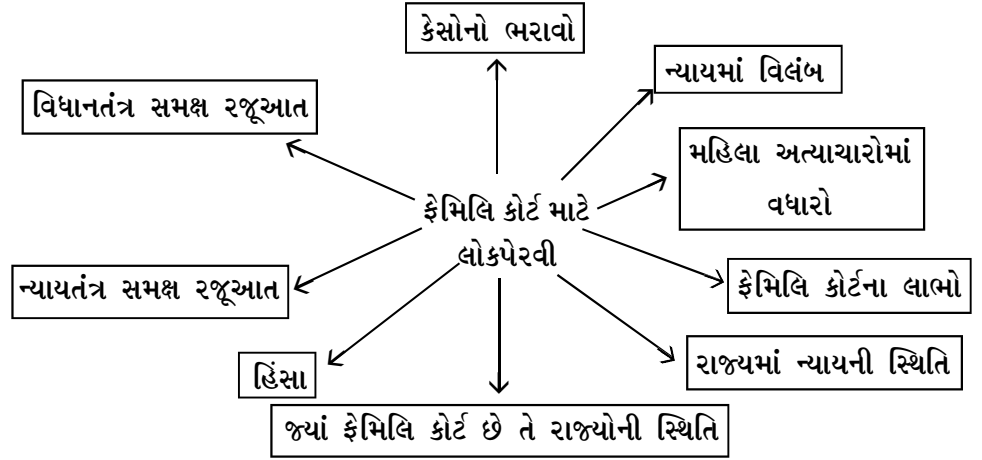 કેસોનો ભરાવો
ન્યાયમાં વિલંબ
વિધાનતંત્ર સમક્ષ રજૂઆત
મહિલા અત્યાચારોમાં
વધારો
ફેમિલિ કોર્ટ માટે
લોકપેરવી
ન્યાયતંત્ર સમક્ષ રજૂઆત
ફેમિલિ કોર્ટના લાભો
રાજ્યમાં ન્યાયની સ્થિતિ
હિંસા
જ્યાં ફેમિલિ કોર્ટ છે તે રાજ્યોની સ્થિતિ